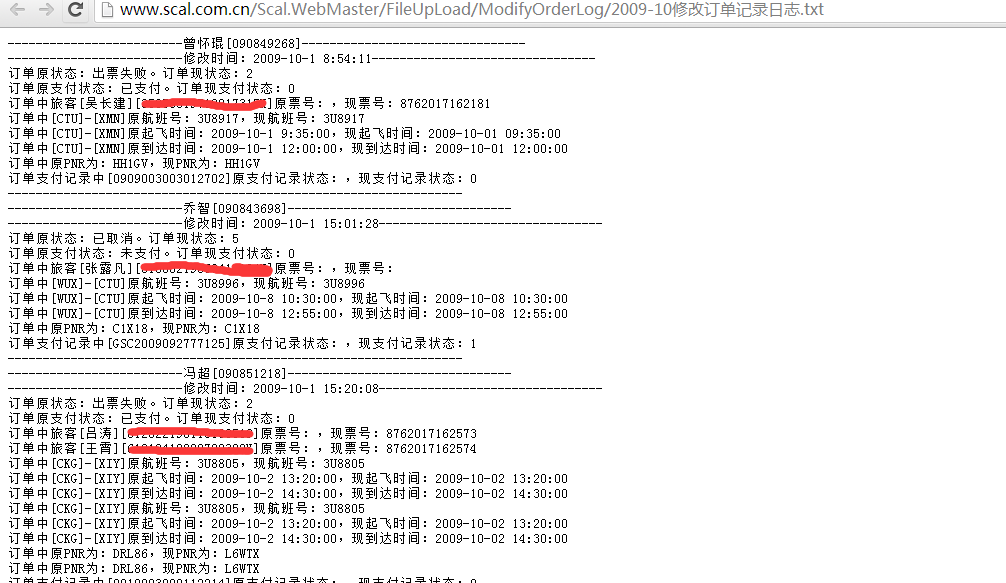 www.scal.com.cn/Scal.WebMaster/FileUpLoad/ModifyOrderLog/2009-10修改订单记录日志.txt
-------------------------曾怀琨[090849268]--------------------------------
-------------------------修改时间: 2009-10-1 8:54:11--------------------------------
订单原状态: 出票失败。订单现状态: 2
订单原支付状态: 已支付。订单现支付状态: 0
订单中旅客[吴长建][]原票号: ，现票号: 8762017162181
订单中[CTU]-[XMN]原航班号: 3U8917，现航班号: 3U8917
订单中[CTU]-[XMN]原起飞时间: 2009-10-1 9:35:00，现起飞时间: 2009-10-01 09:35:00
订单中[CTU]-[XMN]原到达时间: 2009-10-1 12:00:00，现到达时间: 2009-10-01 12:00:00
订单中原PNR为: HH1GV，现PNR为: HH1GV
订单支付记录中[0909003003012702]原支付记录状态: ，现支付记录状态: 0
-----------------------------------------------------------------
-------------------------乔智[090843698]--------------------------------
-------------------------修改时间: 2009-10-1 15:01:28--------------------------------
订单原状态: 已取消。订单现状态: 5
订单原支付状态: 未支付。订单现支付状态: 0
订单中旅客[张露凡][]原票号: ，现票号:
订单中[WUX]-[CTU]原航班号: 3U8996，现航班号: 3U8996
订单中[WUX]-[CTU]原起飞时间: 2009-10-8 10:30:00，现起飞时间: 2009-10-08 10:30:00
订单中[WUX]-[CTU]原到达时间: 2009-10-8 12:55:00，现到达时间: 2009-10-08 12:55:00
订单中原PNR为: C1X18，现PNR为: C1X18
订单支付记录中[GSC2009092777125]原支付记录状态: ，现支付记录状态: 1
-----------------------------------------------------------------
-------------------------冯超[090851218]--------------------------------
-------------------------修改时间: 2009-10-1 15:20:08--------------------------------
订单原状态: 出票失败。订单现状态: 2
订单原支付状态: 已支付。订单现支付状态: 0
订单中旅客[吕涛][]原票号: ，现票号: 8762017162573
订单中旅客[王霄][]原票号: ，现票号: 8762017162574
订单中[CKG]-[XIY]原航班号: 3U8805，现航班号: 3U8805
订单中[CKG]-[XIY]原起飞时间: 2009-10-2 13:20:00，现起飞时间: 2009-10-02 13:20:00
订单中[CKG]-[XIY]原到达时间: 2009-10-2 14:30:00，现到达时间: 2009-10-02 14:30:00
订单中[CKG]-[XIY]原航班号: 3U8805，现航班号: 3U8805
订单中[CKG]-[XIY]原起飞时间: 2009-10-2 13:20:00，现起飞时间: 2009-10-02 13:20:00
订单中[CKG]-[XIY]原到达时间: 2009-10-2 14:30:00，现到达时间: 2009-10-02 14:30:00
订单中原PNR为: DRL86，现PNR为: L6WTX
订单中原PNR为: DRL86，现PNR为: L6WTX